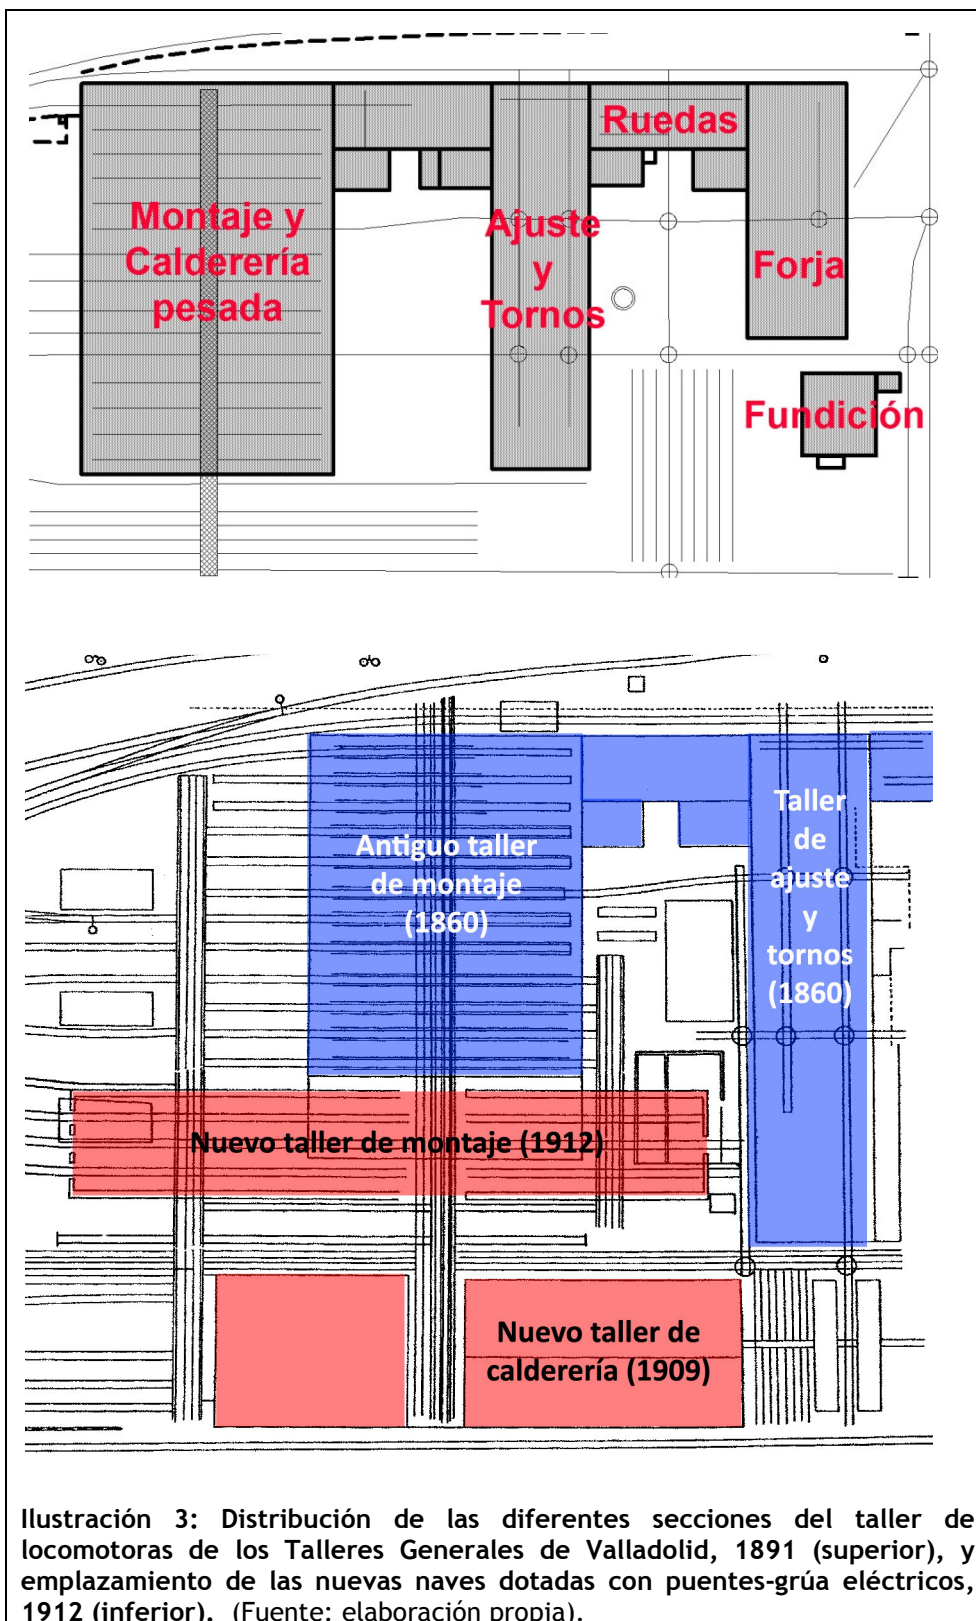 Ruedas
Montaje y
Calderería
pesada
Ajuste
y
Tornos
Forja
Fundición
Antiguo taller
de montaje
(1860)
Taller
de
ajuste
y
tornos
(1860)
Nuevo taller de montaje (1912)
Nuevo taller de
calderería (1909)
Ilustración 3: Distribución de las diferentes secciones del taller de
locomotoras de los Talleres Generales de Valladolid, 1891 (superior), y
emplazamiento de las nuevas naves dotadas con puentes-grúa eléctricos,
1912 (inferior). (Fuente: elaboración propia).